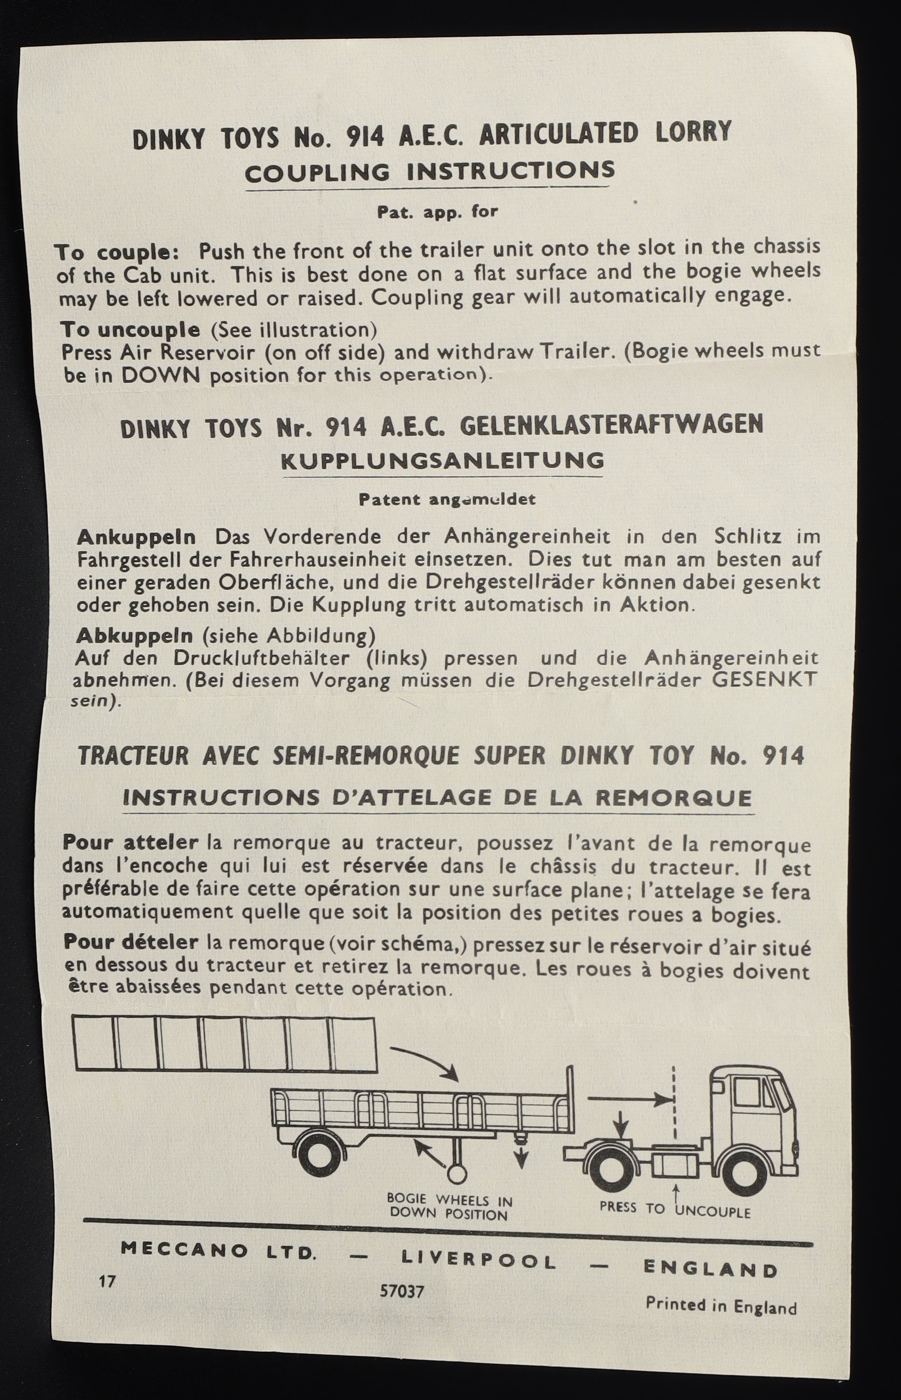 DINKY TOYS No. 914 A.E.C. ARTICULATED LORRY
COUPLING INSTRUCTIONS
Pat. app. for
To couple: Push the front of the trailer unit onto the slot in the chassis
of the Cab unit. This is best done on a flat surface and the bogie wheels
may be left lowered or raised. Coupling gear will automatically engage.
To uncouple (See illustration)
Press Air Reservoir (on off side) and withdraw Trailer. (Bogie wheels must
be in DOWN position for this operation).
DINKY TOYS Nr. 914 A.E.C. GELENKLASTERAFTWAGEN
KUPPLUNGSANLEITUNG
Patent angemeldet
Ankuppeln Das Vorderende der Anhängereinheit in den Schlitz im
Fahrgestell der Fahrerhauseinheit einsetzen. Dies tut man am besten auf
einer geraden Oberfläche, und die Drehgestellräder können dabei gesenkt
oder gehoben sein. Die Kupplung tritt automatisch in Aktion.
Abkuppeln (siehe Abbildung)
Auf den Druckluftbehälter (links) pressen und die Anhängereinheit
abnehmen. (Bei diesem Vorgang müssen die Drehgestellräder GESENKT
sein).
TRACTEUR AVEC SEMI-REMORQUE SUPER DINKY TOY No. 914
INSTRUCTIONS D'ATTELAGE DE LA REMORQUE
Pour atteler la remorque au tracteur, poussez l'avant de la remorque
dans l'encoche qui lui est réservée dans le châssis du tracteur. Il est
préférable de faire cette opération sur une surface plane; l'attelage se fera
automatiquement quelle que soit la position des petites roues a bogies.
Pour dételer la remorque (voir schéma,) pressez sur le réservoir d'air situé
en dessous du tracteur et retirez la remorque. Les roues à bogies doivent
être abaissées pendant cette opération.
BOGIE WHEELS IN
DOWN POSITION
PRESS TO UNCOUPLE
MECCANO LTD. — LIVERPOOL — ENGLAND
17
57037
Printed in England